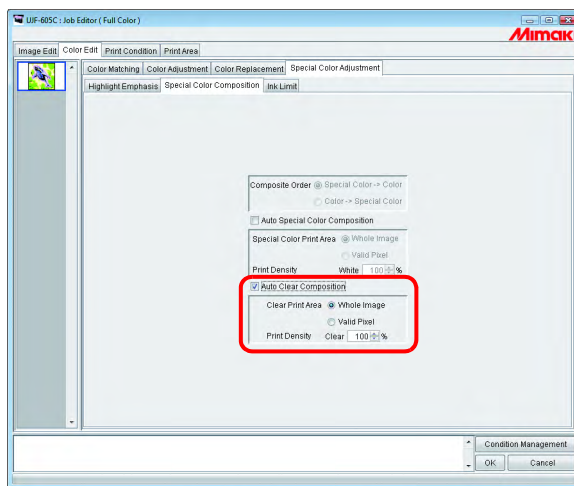 UJF-605C : Job Editor ( Full Color )
Mimaki
Image Edit Color Edit Print Condition Print Area
Color Matching Color Adjustment Color Replacement Special Color Adjustment
Highlight Emphasis Special Color Composition Ink Limit
Composite Order Special Color -> Color
Color -> Special Color
Auto Special Color Composition
Special Color Print Area Whole Image
Valid Pixel
Print Density White 100 %
Auto Clear Composition
Clear Print Area Whole Image
Valid Pixel
Print Density Clear 100 %
Condition Management
OK Cancel